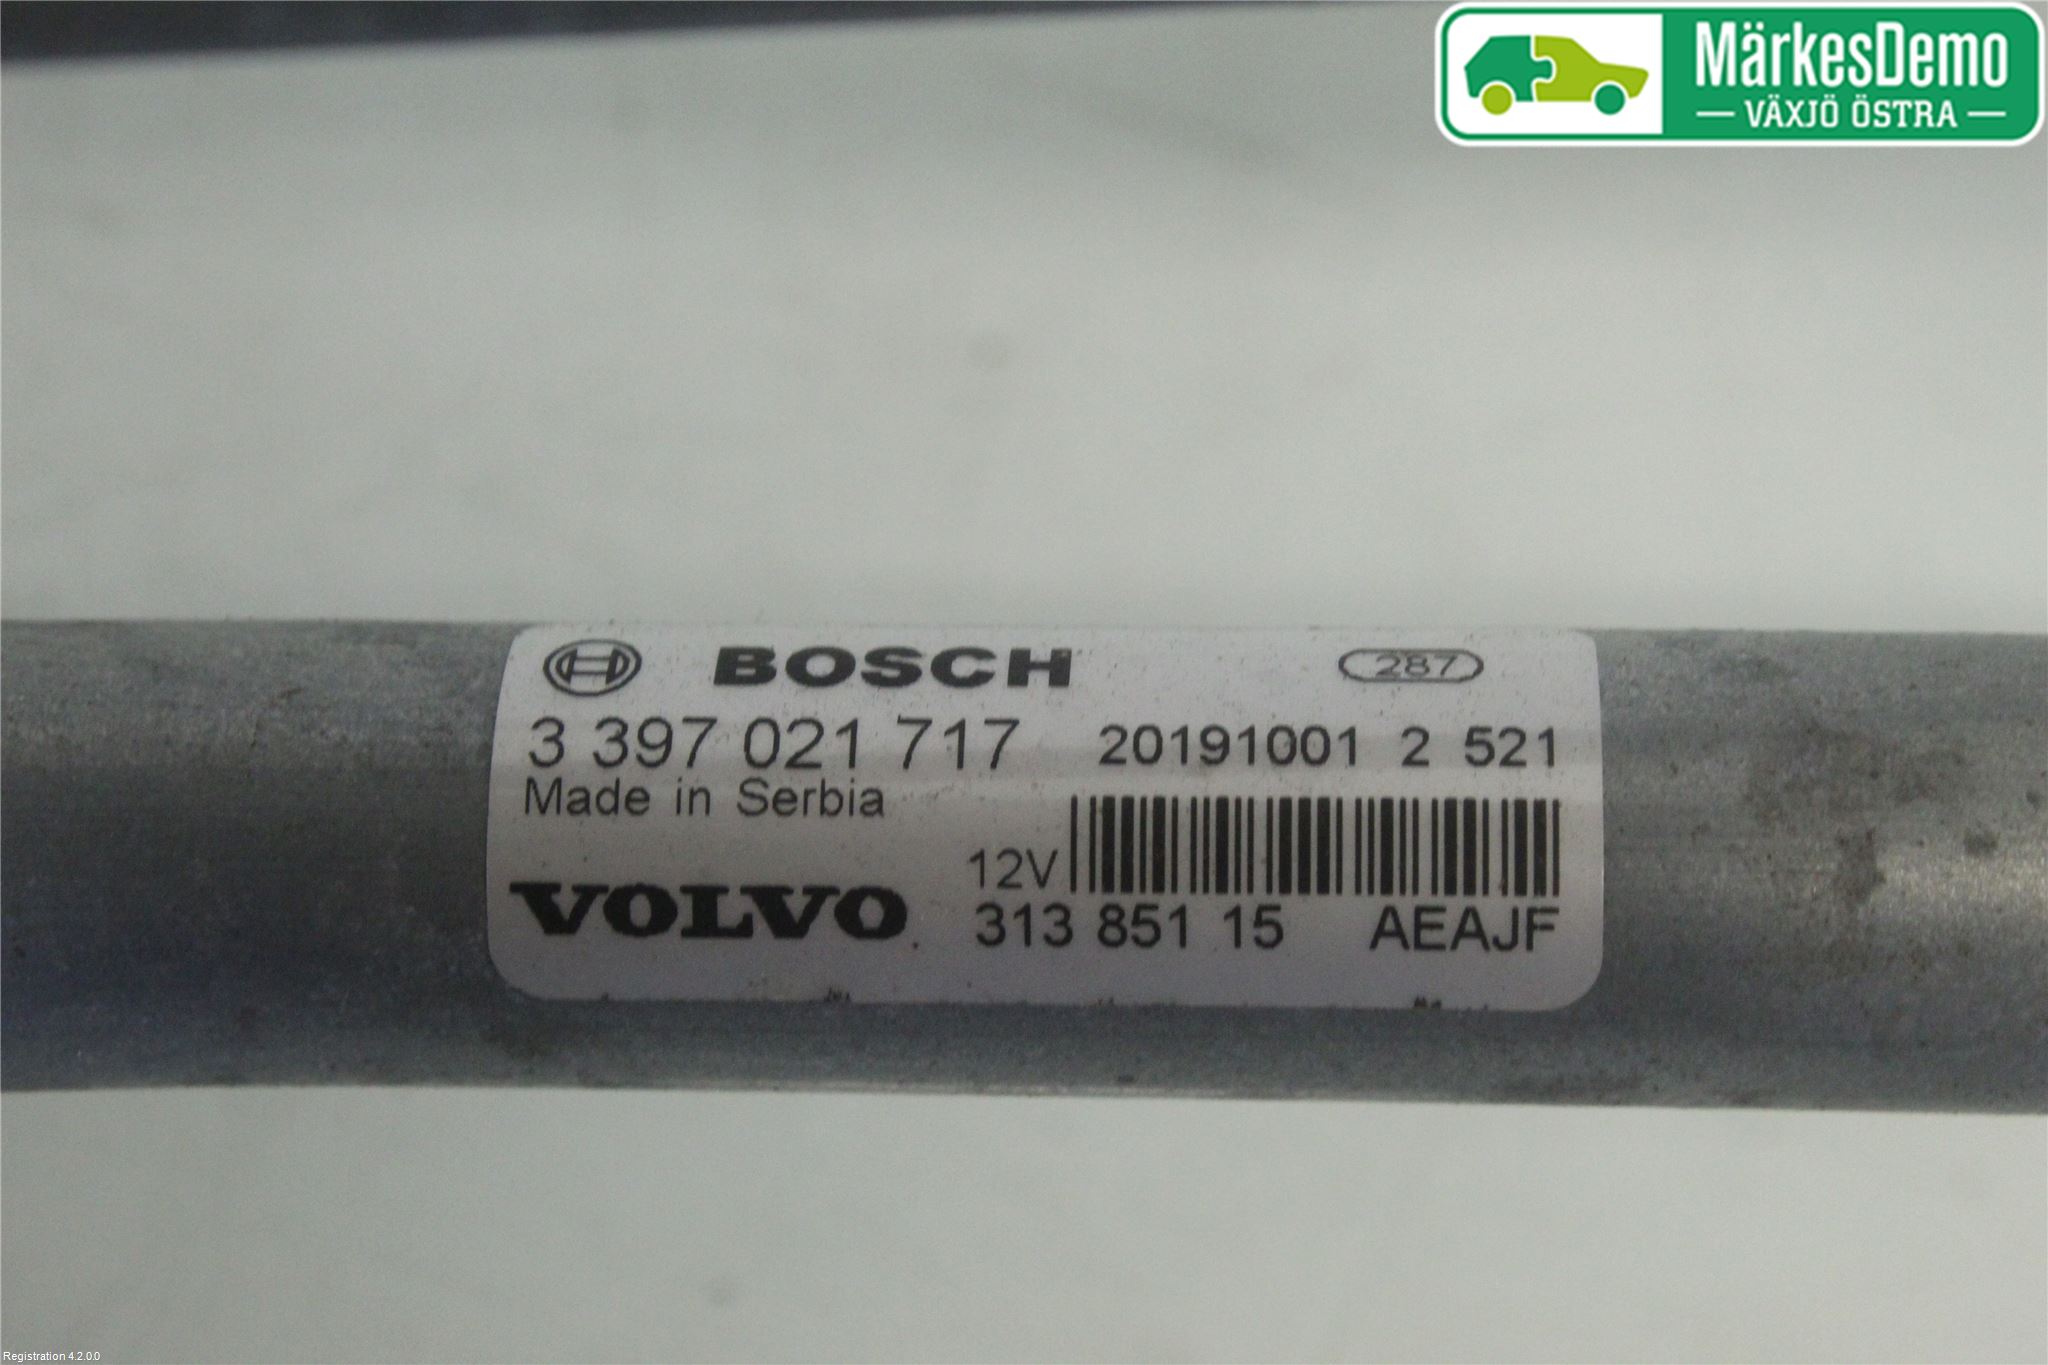 MärkesDemo
VÄXJÖ ÖSTRA
BOSCH 287
3 397 021 717 20191001 2 521
Made in Serbia
12V
VOLVO 313 851 15 AEAJF
Registration 4.2.0.0